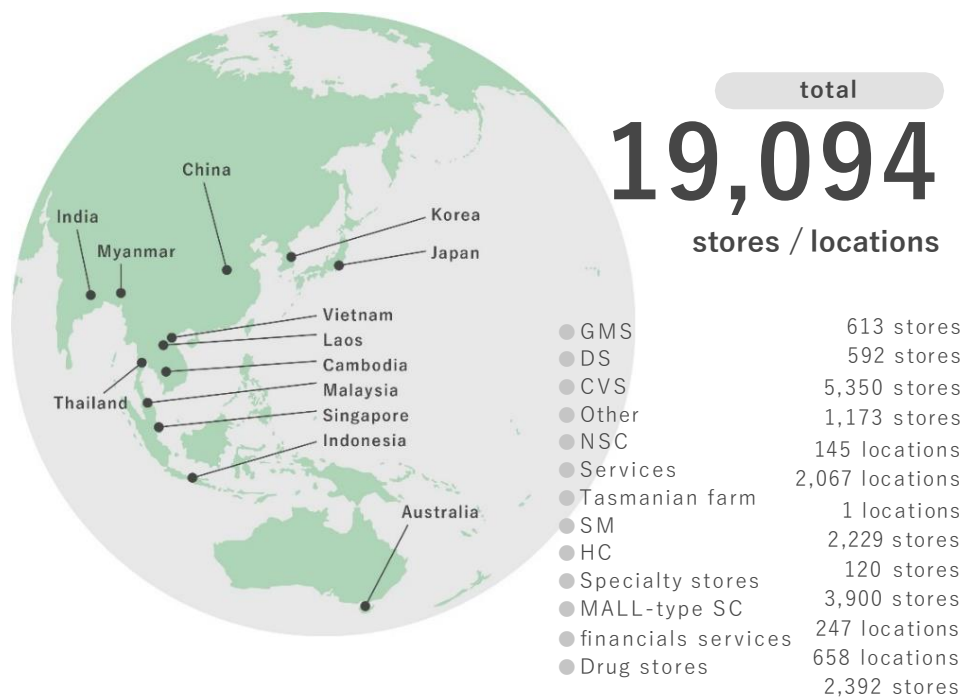 total
19,094
stores / locations
China
India
Myanmar
Korea
Japan
Vietnam
Laos
Cambodia
Thailand
Malaysia
Singapore
Indonesia
Australia
GMS 613 stores
DS 592 stores
CVS 5,350 stores
Other 1,173 stores
NSC 145 locations
Services 2,067 locations
Tasmanian farm 1 locations
SM 2,229 stores
HC 120 stores
Specialty stores 3,900 stores
MALL-type SC 247 locations
financials services 658 locations
Drug stores 2,392 stores